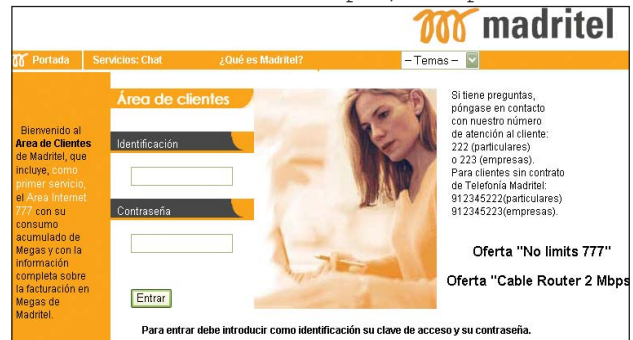 madritel
Portada
Servicios: Chat
¿Qué es Madritel?
– Temas –
Bienvenido al
Area de Clientes
de Madritel, que
incluye, como
primer servicio,
el Area Internet
777 con su
consumo
acumulado de
Megas y con la
información
completa sobre
la facturación en
Megas de
Madritel.
Área de clientes
Identificación
Contraseña
Entrar
Si tiene preguntas,
póngase en contacto
con nuestro número
de atención al cliente:
222 (particulares)
o 223 (empresas).
Para clientes sin contrato
de Telefonía Madritel:
912345222(particulares)
912345223(empresas).
Oferta "No limits 777"
Oferta "Cable Router 2 Mbps
Para entrar debe introducir como identificación su clave de acceso y su contraseña.